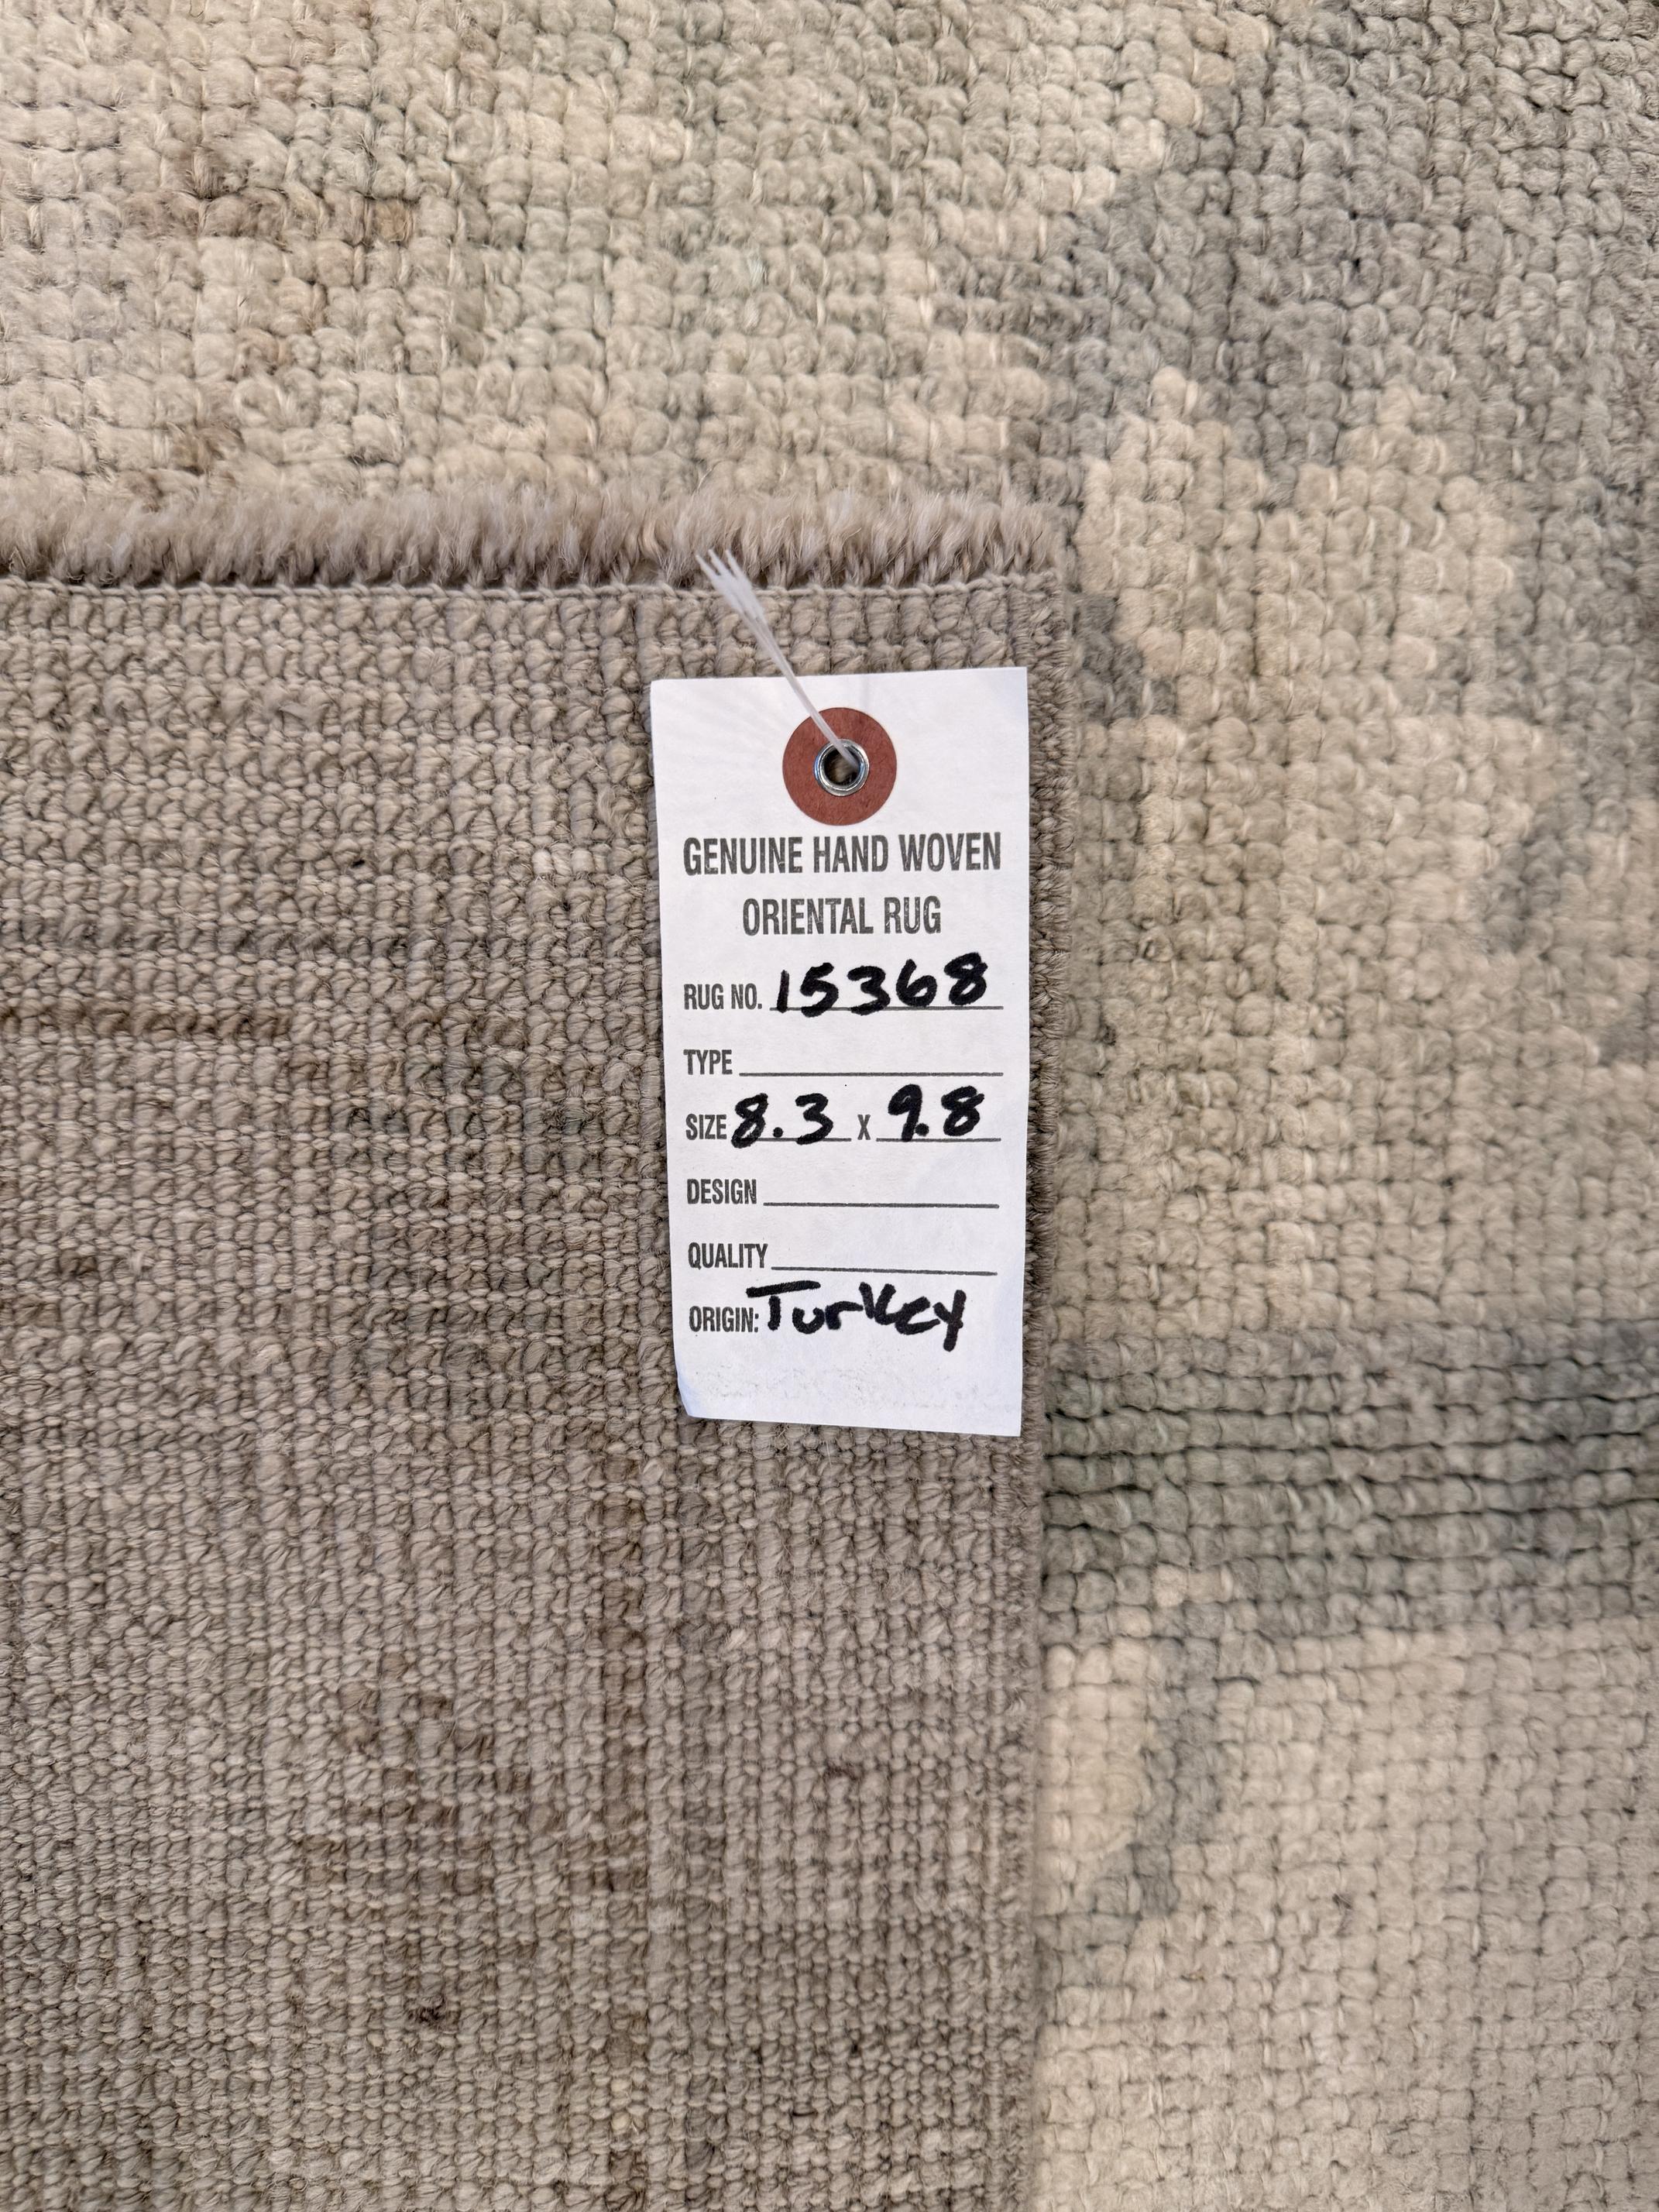 GENUINE HAND WOVEN
ORIENTAL RUG
RUG NO. 15368
TYPE
SIZE 8.3 X 9.8
DESIGN
QUALITY
ORIGIN: Turkey